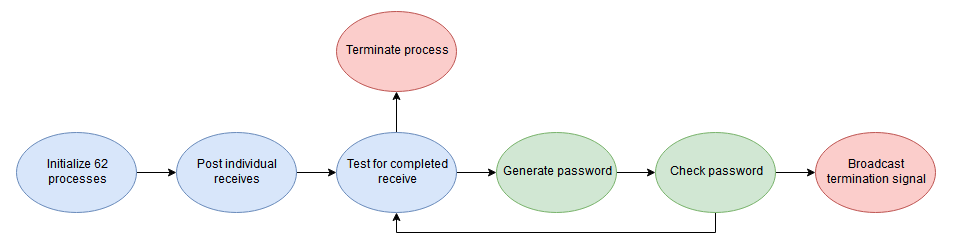 Terminate process
Initialize 62
processes
Post individual
receives
Test for completed
receive
Generate password
Check password
Broadcast
termination signal